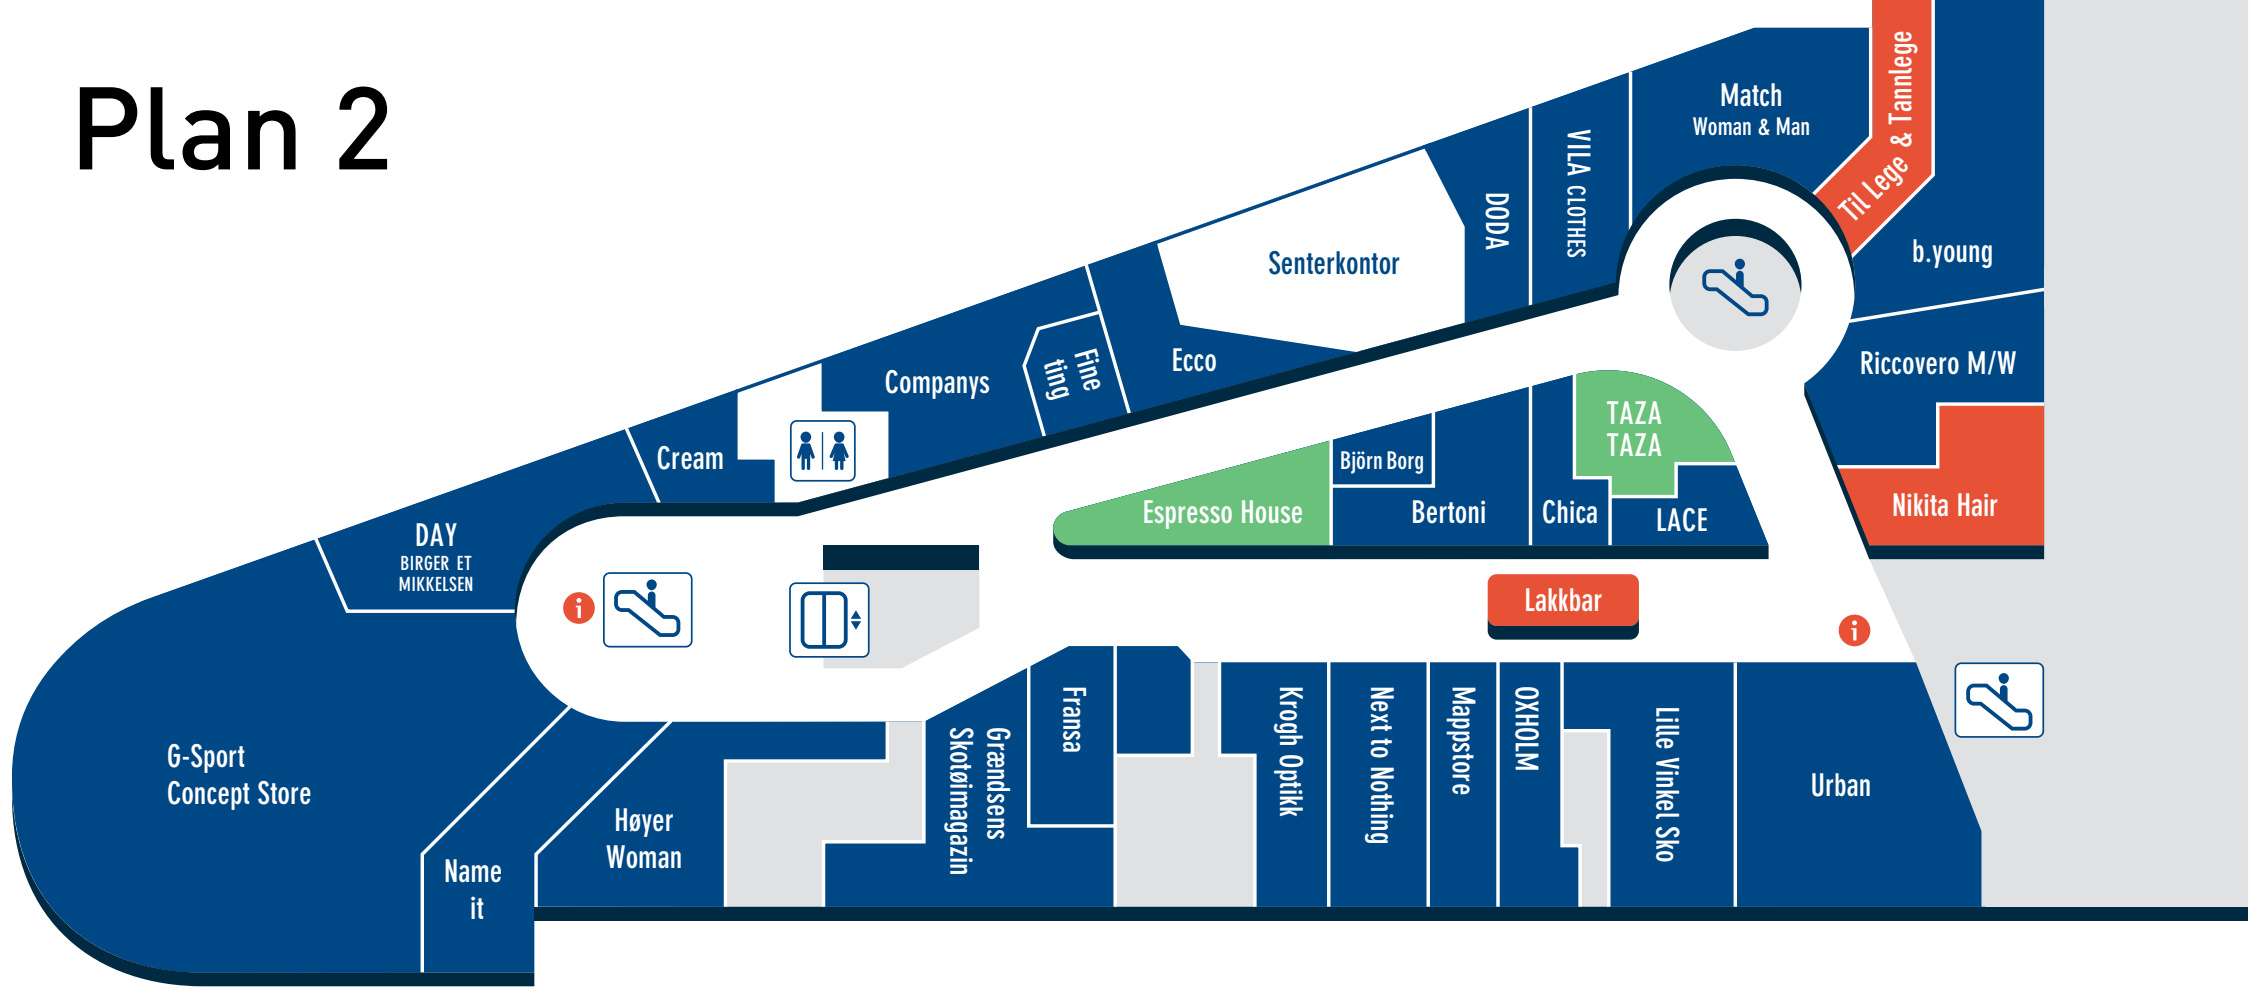 Plan 2
Match
Woman & Man
Til Lege & Tannlege
VILA CLOTHES
DODA
Senterkontor
b.young
Ecco
Fine
ting
Companys
Riccovero M/W
Cream
TAZA
TAZA
Björn Borg
Espresso House
Bertoni
Chica
LACE
Nikita Hair
DAY
BIRGER ET
MIKKELSEN
i
Lakkbar
i
G-Sport
Concept Store
Name
it
Høyer
Woman
Grændsens
Skotøimagazin
Fransa
Krogh Optikk
Next to Nothing
Mappstore
OXHOLM
Lille Vinkel Sko
Urban